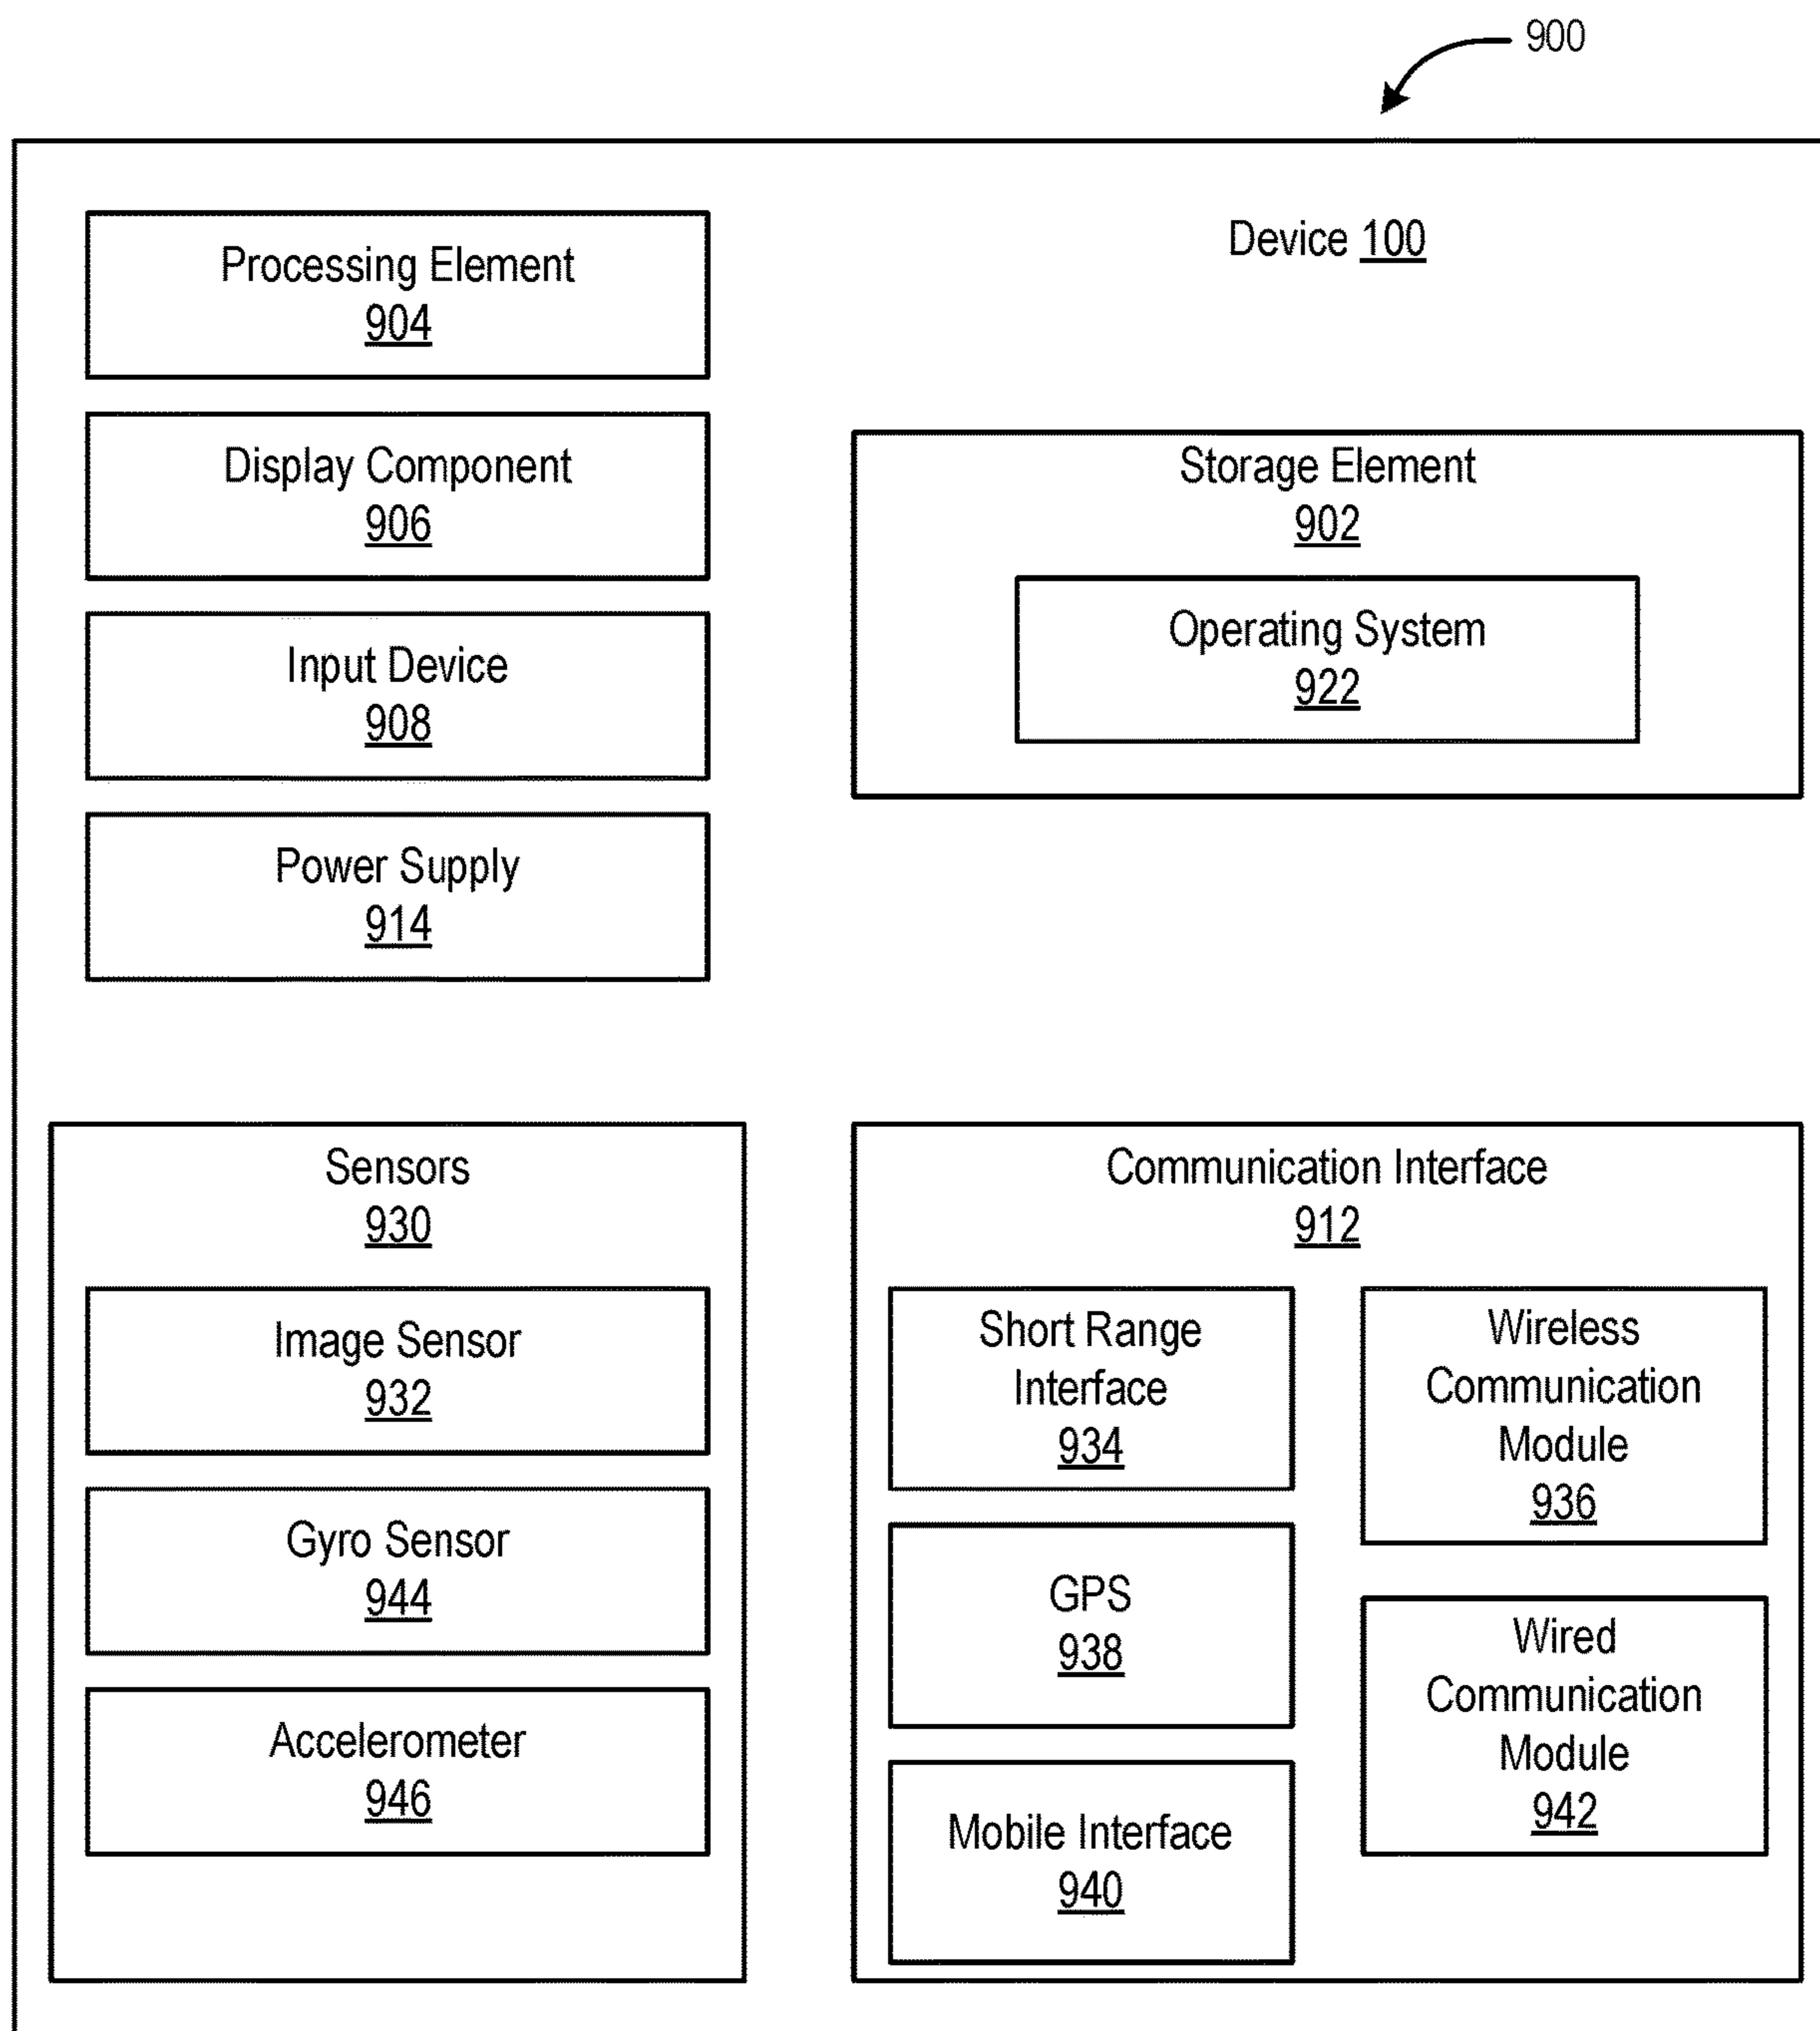 900
Device 100
Processing Element
904
Display Component
906
Input Device
908
Power Supply
914
Storage Element
902
Operating System
922
Sensors
930
Image Sensor
932
Gyro Sensor
944
Accelerometer
946
Communication Interface
912
Short Range
Interface
934
GPS
938
Mobile Interface
940
Wireless
Communication
Module
936
Wired
Communication
Module
942